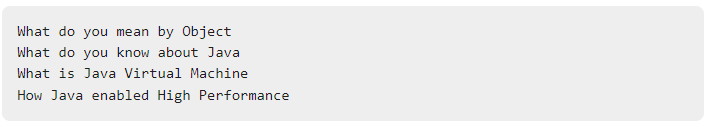 What do you mean by Object
What do you know about Java
What is Java Virtual Machine
How Java enabled High Performance